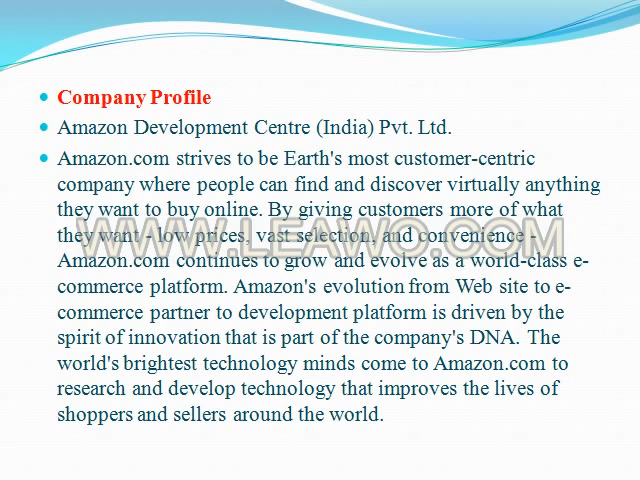 Company Profile
Amazon Development Centre (India) Pvt. Ltd.
Amazon.com strives to be Earth's most customer-centric
company where people can find and discover virtually anything
they want to buy online. By giving customers more of what
they want - low prices, vast selection, and convenience -
WWW.LEAWO.COM
Amazon.com continues to grow and evolve as a world-class e-
commerce platform. Amazon's evolution from Web site to e-
commerce partner to development platform is driven by the
spirit of innovation that is part of the company's DNA. The
world's brightest technology minds come to Amazon.com to
research and develop technology that improves the lives of
shoppers and sellers around the world.